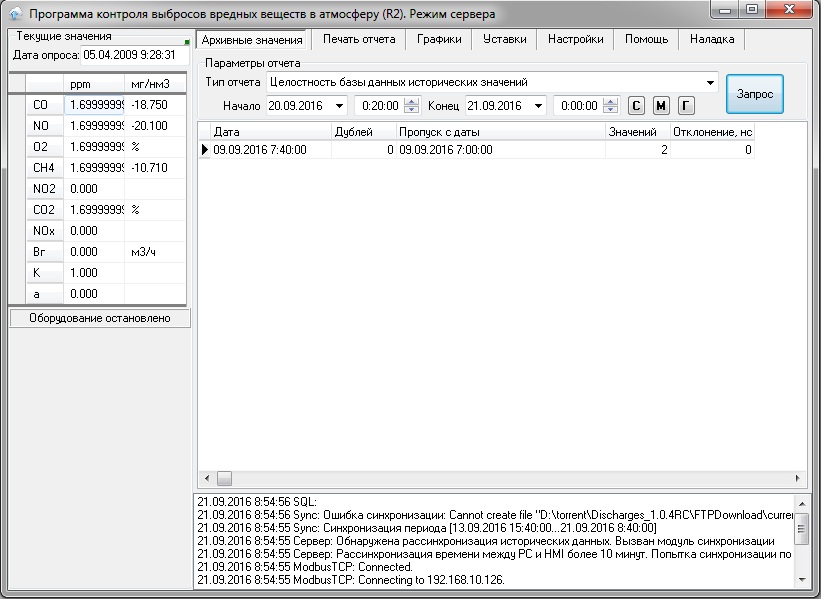 Программа контроля выбросов вредных веществ в атмосферу (R2). Режим сервера
Текущие значения
Дата опроса: 05.04.2009 9:28:31
ppm мг/нм3
CO 1.69999999 -18.750
NO 1.69999999 -20.100
O2 1.69999999 %
CH4 1.69999999 -10.710
NO2 0.000
CO2 1.69999999 %
NOx 0.000
Вг 0.000 м3/ч
K 1.000
a 0.000
Оборудование остановлено
Архивные значения Печать отчета Графики Уставки Настройки Помощь Наладка
Параметры отчета
Тип отчета Целостность базы данных исторических значений
Начало 20.09.2016 0:20:00 Конец 21.09.2016 0:00:00 С М Г
Запрос
Дата Дублей Пропуск с даты Значений Отклонение, нс
09.09.2016 7:40:00 0 09.09.2016 7:00:00 2 0
21.09.2016 8:54:56 SQL:
21.09.2016 8:54:56 Sync: Ошибка синхронизации: Cannot create file "D:\torrent\Discharges_1.0.4RC\FTPDownload\curre
21.09.2016 8:54:55 Sync: Синхронизация периода [13.09.2016 15:40:00...21.09.2016 8:40:00]
21.09.2016 8:54:55 Сервер: Обнаружена рассинхронизация исторических данных. Вызван модуль синхронизации
21.09.2016 8:54:55 Сервер: Рассинхронизация времени между PC и HMI более 10 минут. Попытка синхронизации по
21.09.2016 8:54:55 ModbusTCP: Connected.
21.09.2016 8:54:55 ModbusTCP: Connecting to 192.168.10.126.